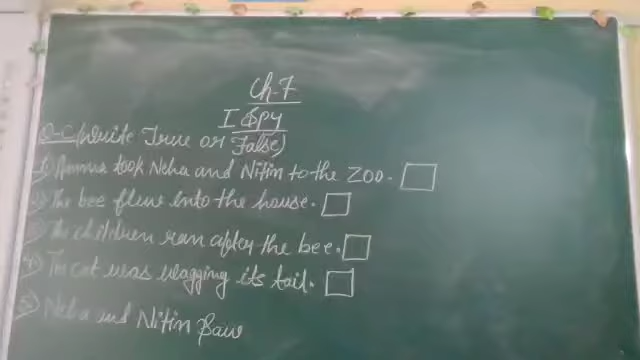 Ch-7
I Spy
Q-C (Write True or False)
1) Amma took Neha and Nitin to the zoo.
2) The bee flew into the house.
3) The children ran after the bee.
4) The cat was wagging its tail.
5) Neha and Nitin saw